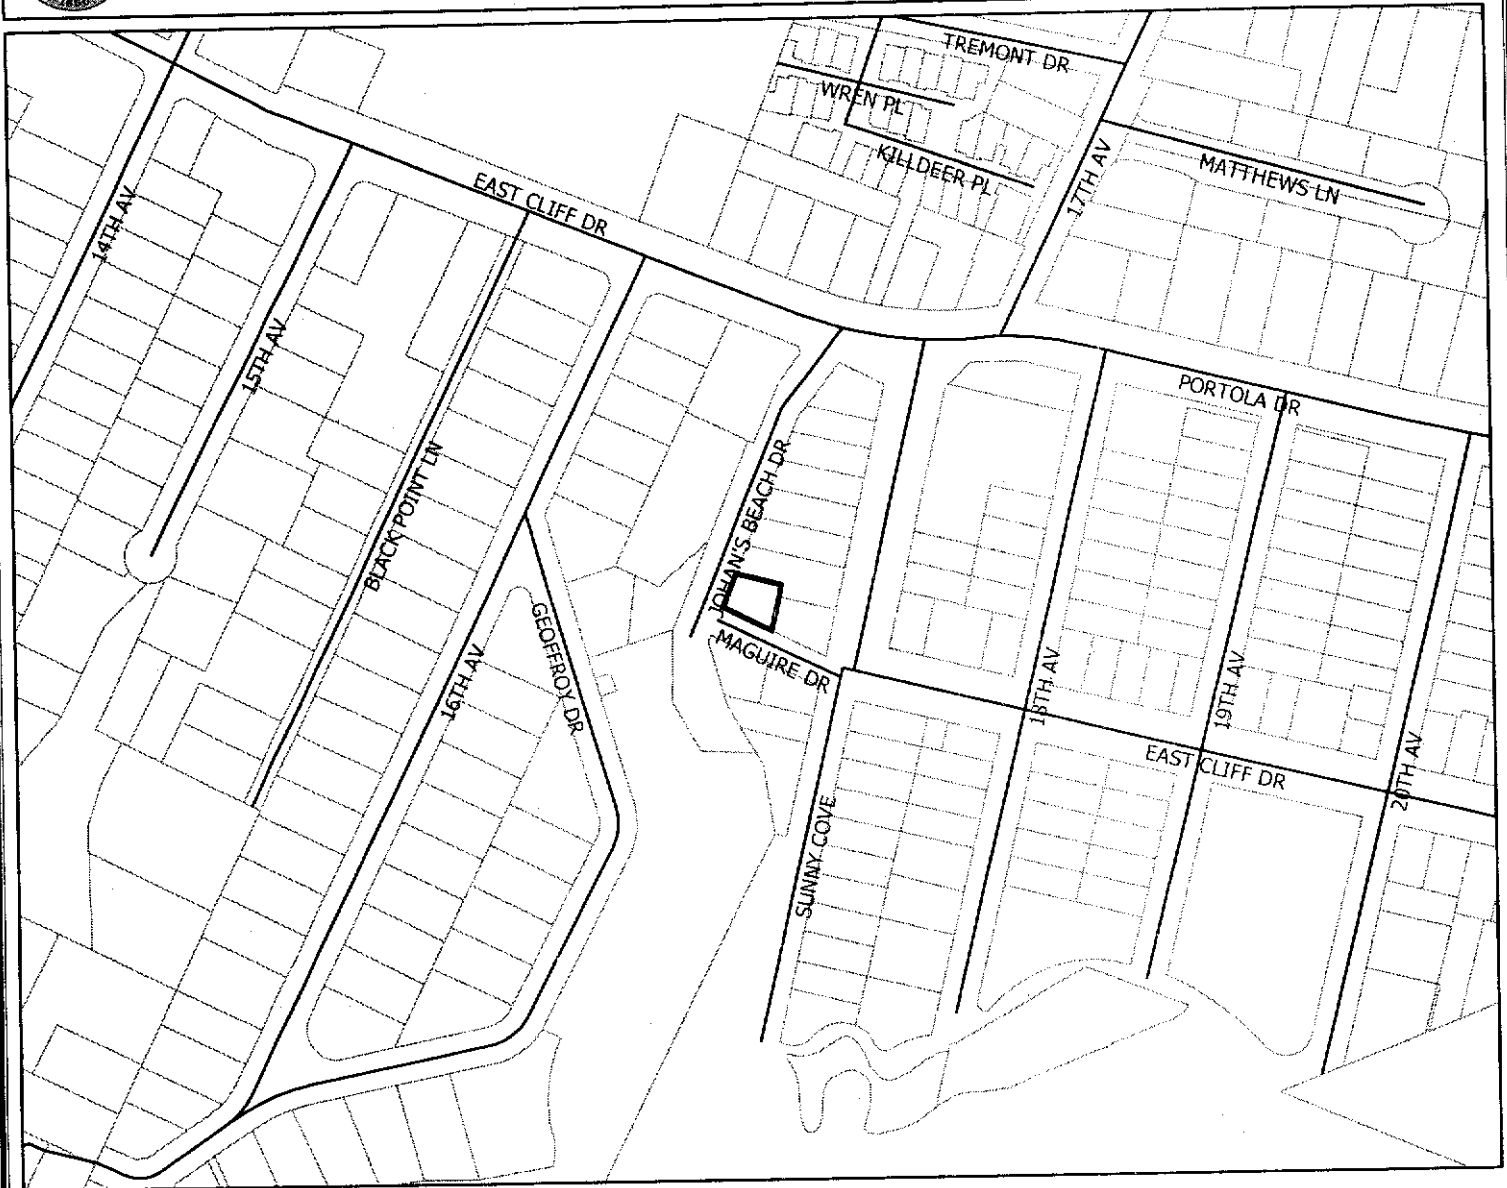 TREMONT DR
WREN PL
KILLDEER PL
17TH AV
MATTHEWS LN
EAST CLIFF DR
14TH AV
15TH AV
PORTOLA DR
BLACK POINT LN
JOHAN'S BEACH DR
GEOFFROY DR
16TH AV
MAGUIRE DR
18TH AV
19TH AV
20TH AV
EAST CLIFF DR
SUNNY COVE